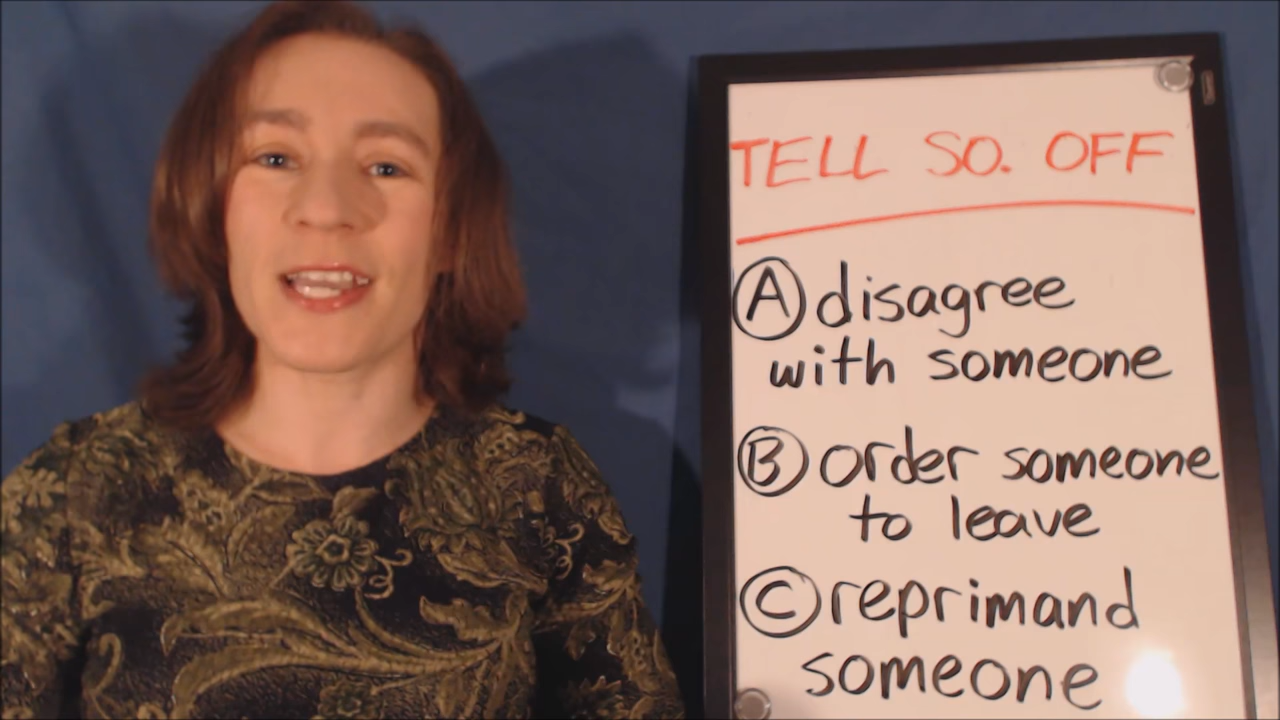 TELL SO. OFF
A disagree
with someone
B order someone
to leave
C reprimand
someone